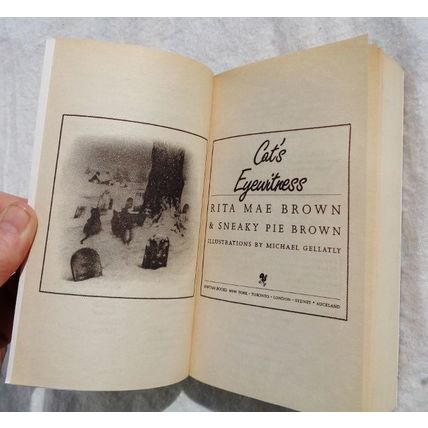 Cat's
Eyewitness
RITA MAE BROWN
& SNEAKY PIE BROWN
ILLUSTRATIONS BY MICHAEL GELLATLY
BANTAM BOOKS NEW YORK · TORONTO · LONDON · SYDNEY · AUCKLAND